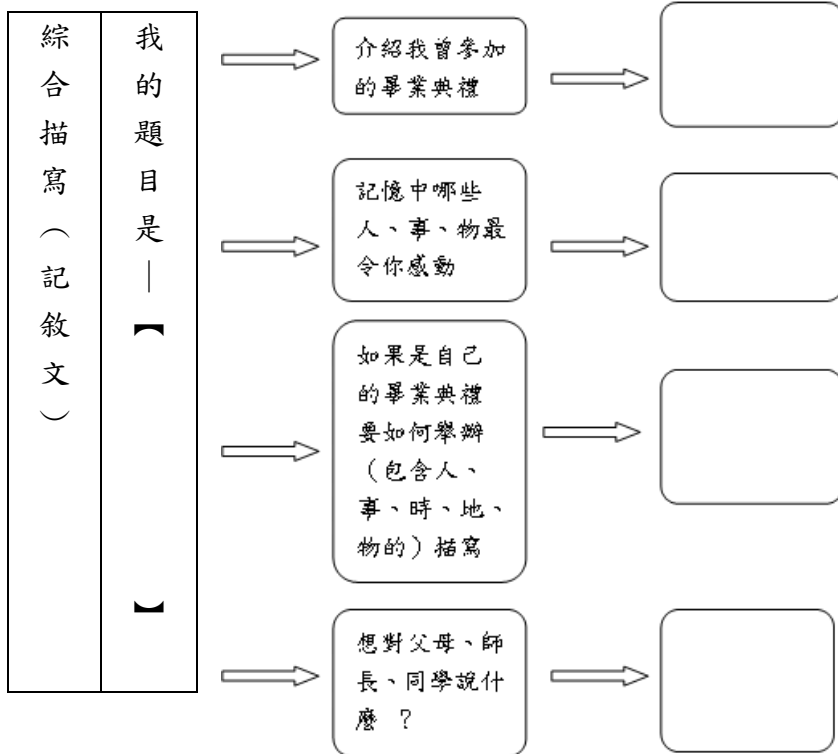 綜合描寫（記敘文）
我的題目是｜【　　　】
介紹我曾參加
的畢業典禮
記憶中哪些
人、事、物最
令你感動
如果是自己
的畢業典禮
要如何舉辦
（包含人、
事、時、地、
物的）描寫
想對父母、師
長、同學說什
麼 ？